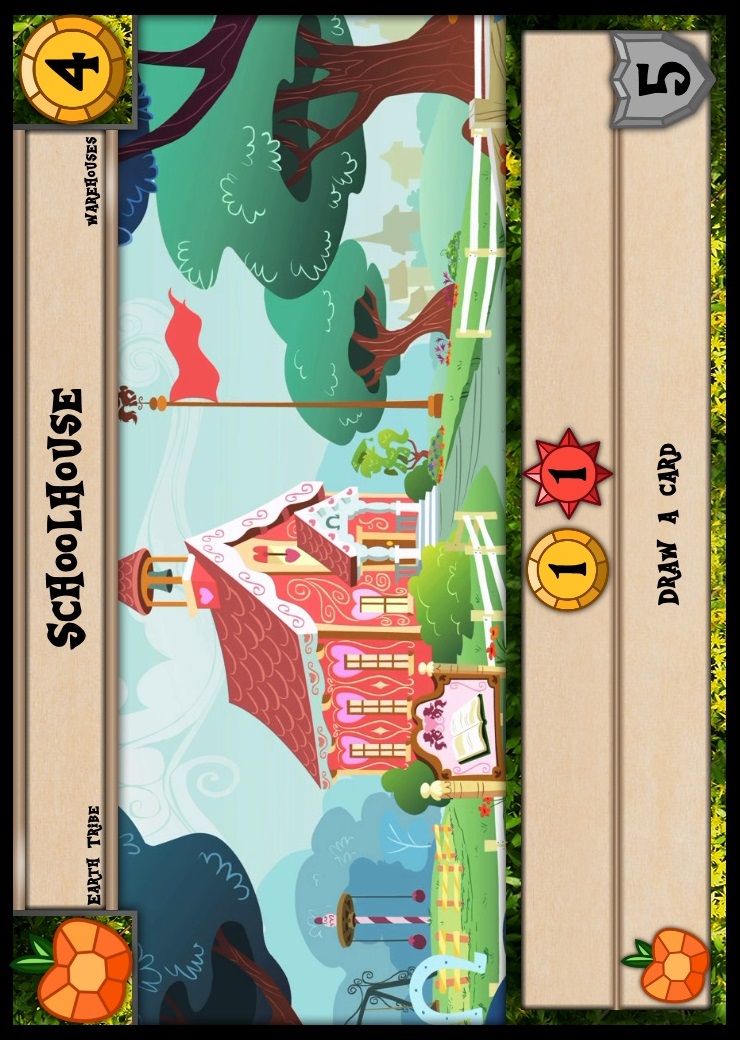 4
SCHOOLHOUSE
EARTH TRIBE
WAREHOUSES
1 1
5
DRAW A CARD